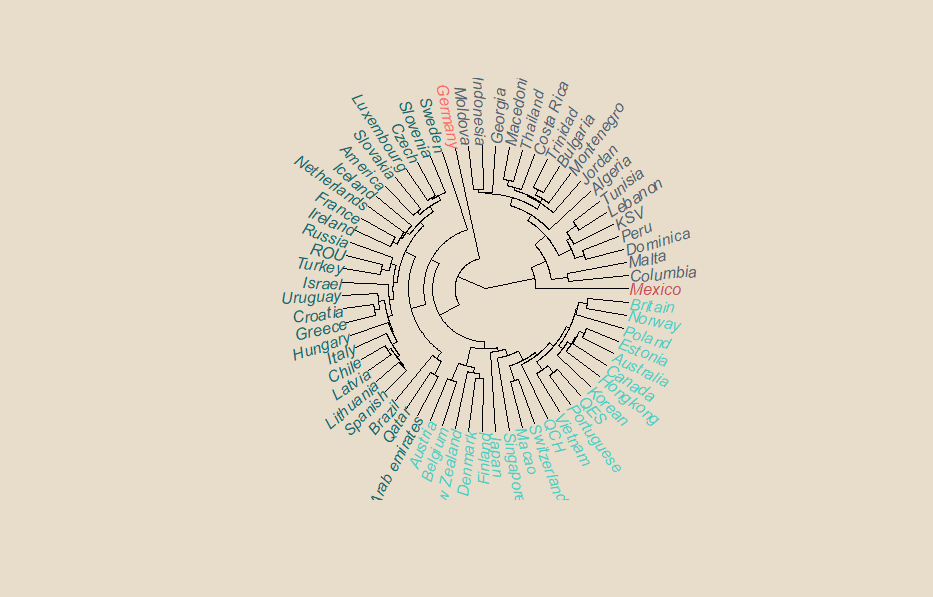 Mexico
Columbia
Malta
Dominica
Peru
KSV
Lebanon
Tunisia
Algeria
Jordan
Montenegro
Bulgaria
Trinidad
Costa Rica
Thailand
Macedoni
Georgia
Indonesia
Moldova
Germany
Sweden
Slovenia
Czech
Luxembourg
Slovakia
America
Iceland
Netherlands
France
Ireland
Russia
ROU
Turkey
Israel
Uruguay
Croatia
Greece
Hungary
Italy
Chile
Latvia
Lithuania
Spanish
Brazil
Qatar
Arab emirates
Austria
Belgium
w Zealand
Denmark
Finland
Japan
Singapore
Macao
Switzerland
QCH
Vietnam
Portuguese
QES
Korean
Hongkong
Canada
Australia
Estonia
Poland
Norway
Britain